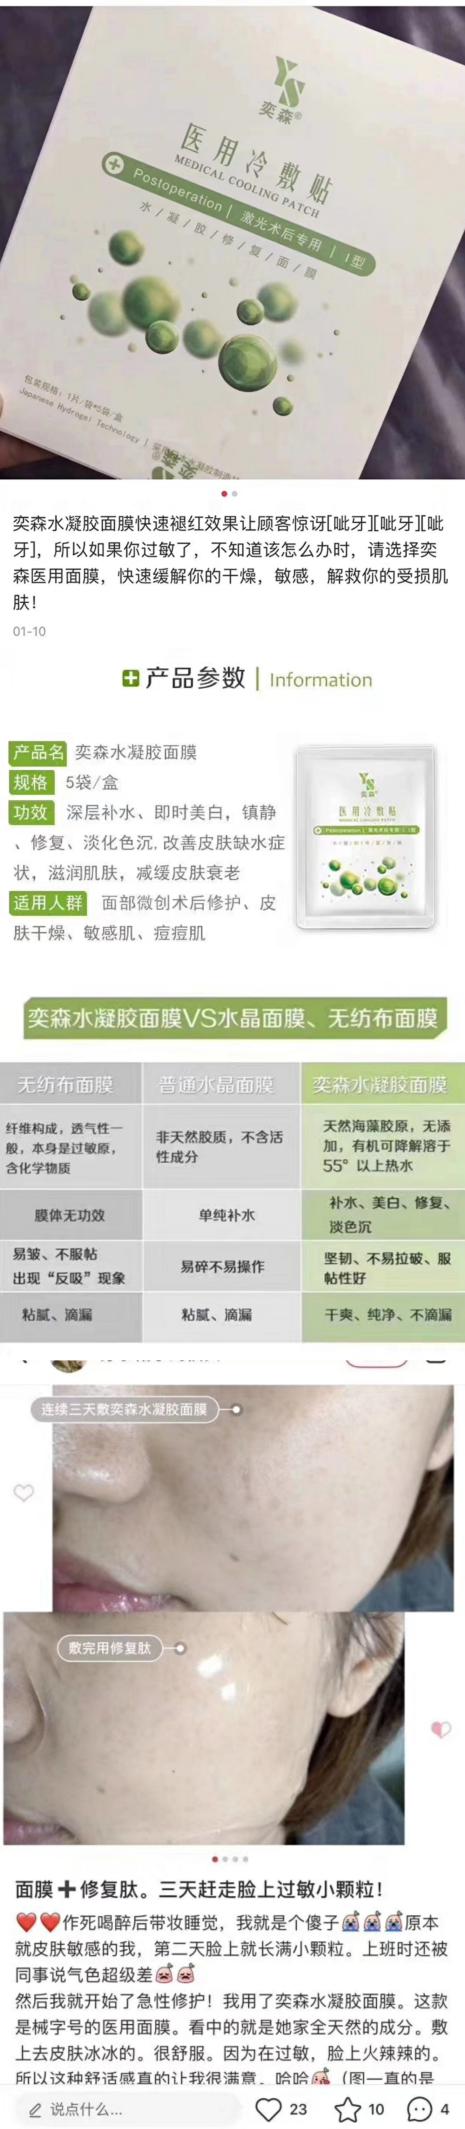 YS
奕森®
医用冷敷贴
MEDICAL COOLING PATCH
Postoperation | 激光术后专用 | I型
水/凝/胶/修/复/面/膜
包装规格：1片/袋*5袋/盒
Japanese Hydrogel Technology |
奕森
奕森水凝胶面膜快速褪红效果让顾客惊讶[呲牙][呲牙][呲
牙]，所以如果你过敏了，不知道该怎么办时，请选择奕
森医用面膜，快速缓解你的干燥，敏感，解救你的受损肌
肤！
01-10
产品参数 | Information
产品名 奕森水凝胶面膜
规格 5袋/盒
功效 深层补水、即时美白，镇静
、修复、淡化色沉, 改善皮肤缺水症
状，滋润肌肤，减缓皮肤衰老
适用人群 面部微创术后修护、皮
肤干燥、敏感肌、痘痘肌
YS
奕森
医用冷敷贴
Postoperation | 激光术后专用 | I型
奕森水凝胶面膜VS水晶面膜、无纺布面膜
无纺布面膜 普通水晶面膜 奕森水凝胶面膜
纤维构成，透气性一
般，本身是过敏原，
含化学物质
非天然胶质，不含活
性成分
天然海藻胶原，无添
加，有机可降解溶于
55°以上热水
膜体无功效
单纯补水
补水、美白、修复、
淡色沉
易皱、不服帖
出现“反吸”现象
易碎不易操作
坚韧、不易拉破、服
帖性好
粘腻、滴漏
粘腻、滴漏
干爽、纯净、不滴漏
连续三天敷奕森水凝胶面膜
敷完用修复肽
面膜➕修复肽。三天赶走脸上过敏小颗粒！
❤️❤️作死喝醉后带妆睡觉，我就是个傻子原本
就皮肤敏感的我，第二天脸上就长满小颗粒。上班时还被
同事说气色超级差
然后我就开始了急性修护！我用了奕森水凝胶面膜。这款
是械字号的医用面膜。看中的就是她家全天然的成分。敷
上去皮肤冰冰的。很舒服。因为在过敏，脸上火辣辣的。
所以这种舒适感真的让我很满意。哈哈（图一真的是
说点什么... 23 10 4